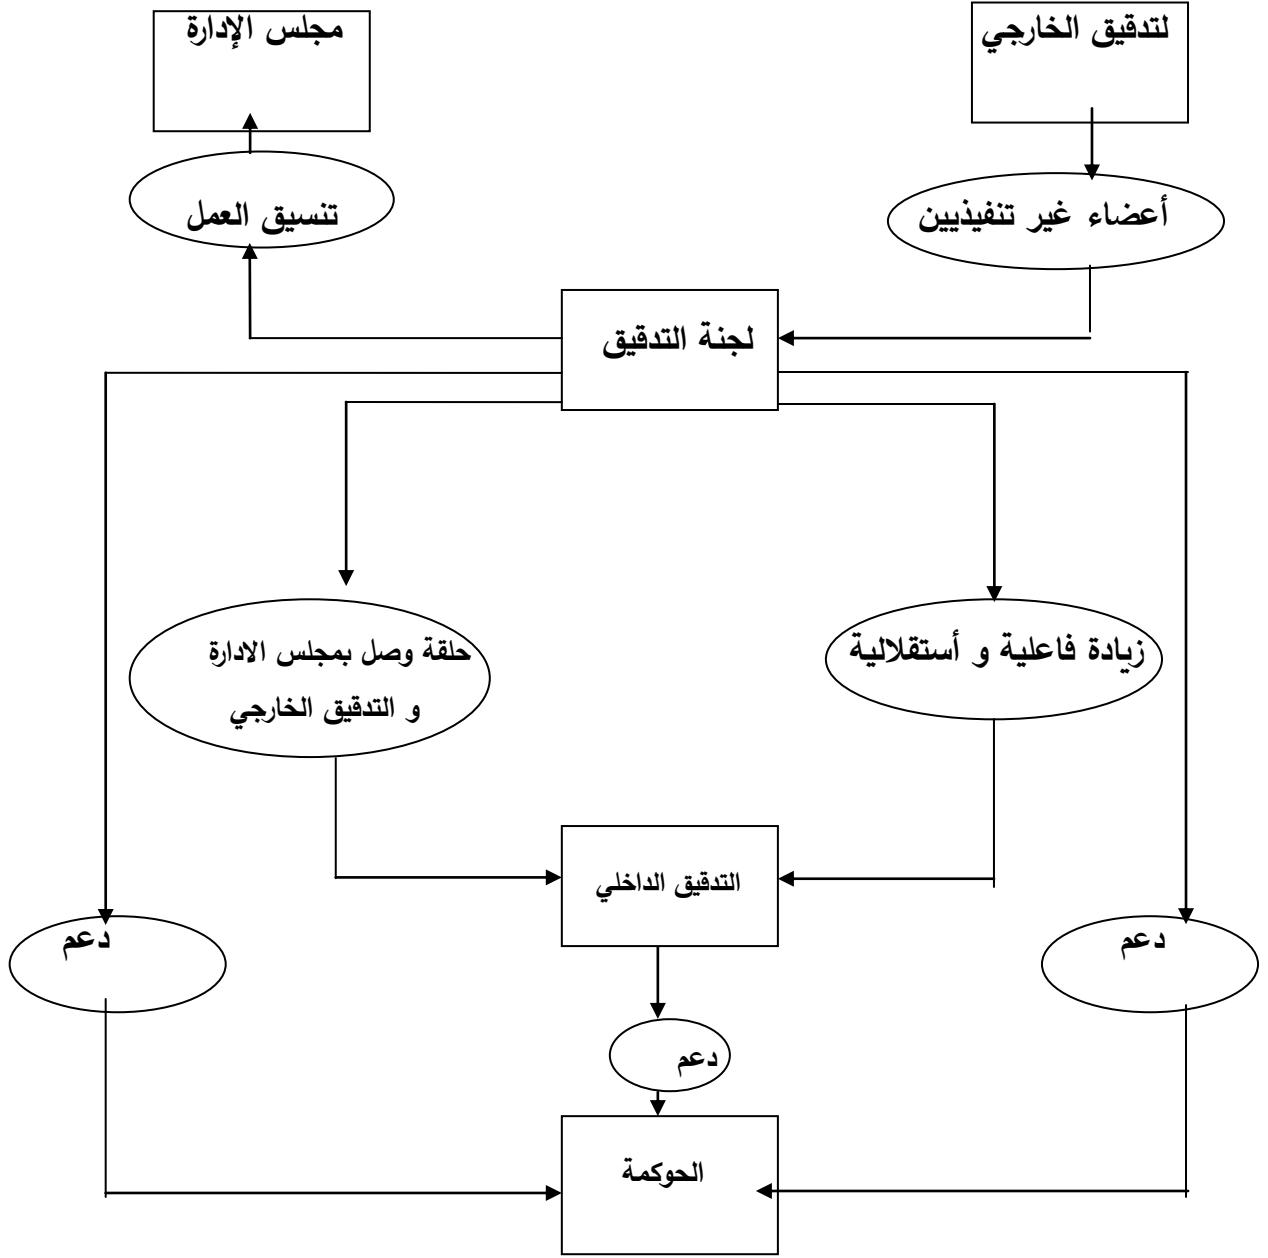 لتدقيق الخارجي
مجلس الإدارة
أعضاء غير تنفيذيين
تنسيق العمل
لجنة التدقيق
زيادة فاعلية و أستقلالية
حلقة وصل بمجلس الادارة
و التدقيق الخارجي
التدقيق الداخلي
دعم
دعم
دعم
الحوكمة